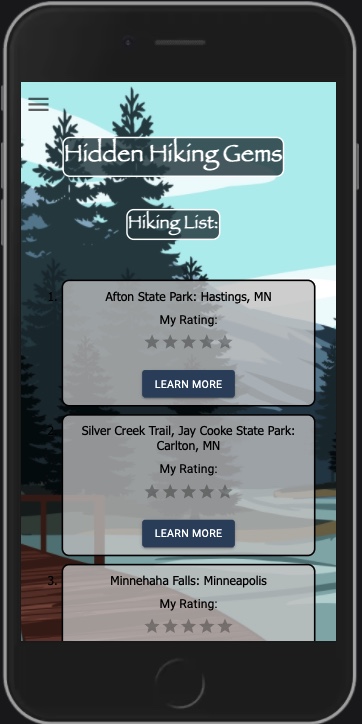 Hidden Hiking Gems
Hiking List:
1. Afton State Park: Hastings, MN
My Rating:
LEARN MORE
Silver Creek Trail, Jay Cooke State Park:
Carlton, MN
My Rating:
LEARN MORE
3. Minnehaha Falls: Minneapolis
My Rating: